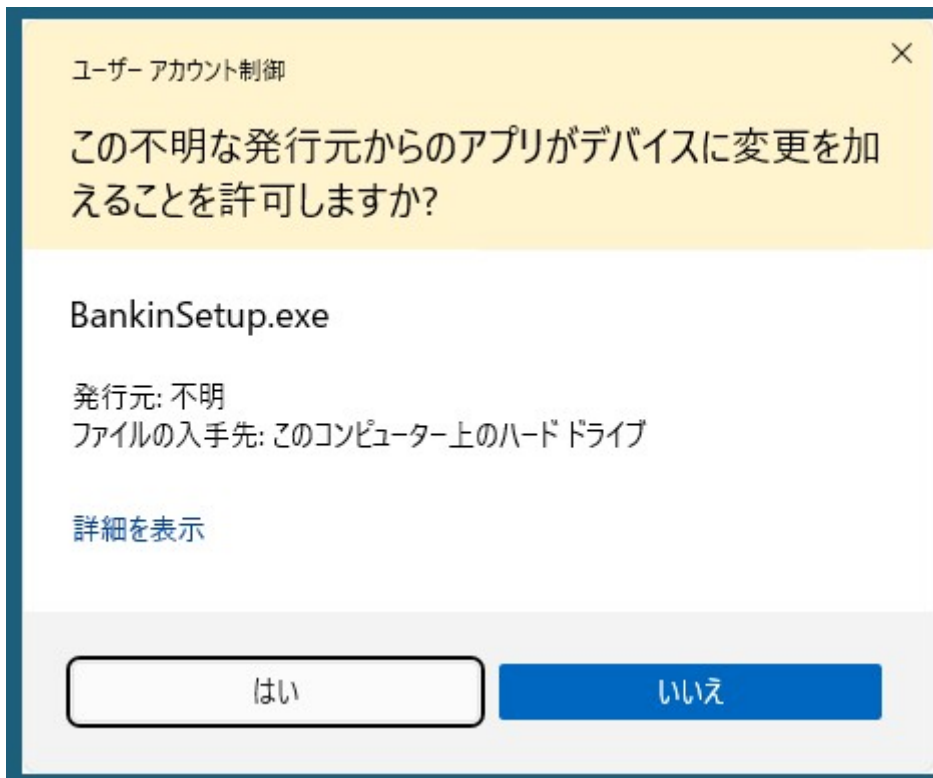 ユーザー アカウント制御
この不明な発行元からのアプリがデバイスに変更を加
えることを許可しますか?
BankinSetup.exe
発行元: 不明
ファイルの入手先: このコンピューター上のハード ドライブ
詳細を表示
はい
いいえ